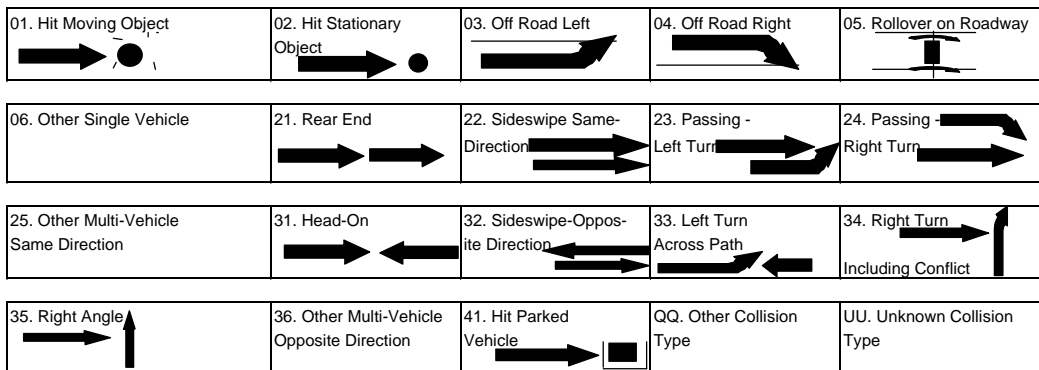 01. Hit Moving Object
02. Hit Stationary
Object
03. Off Road Left
04. Off Road Right
05. Rollover on Roadway
06. Other Single Vehicle
21. Rear End
22. Sideswipe Same-
Direction
23. Passing -
Left Turn
24. Passing -
Right Turn
25. Other Multi-Vehicle
Same Direction
31. Head-On
32. Sideswipe-Oppos-
ite Direction
33. Left Turn
Across Path
34. Right Turn
Including Conflict
35. Right Angle
36. Other Multi-Vehicle
Opposite Direction
41. Hit Parked
Vehicle
QQ. Other Collision
Type
UU. Unknown Collision
Type